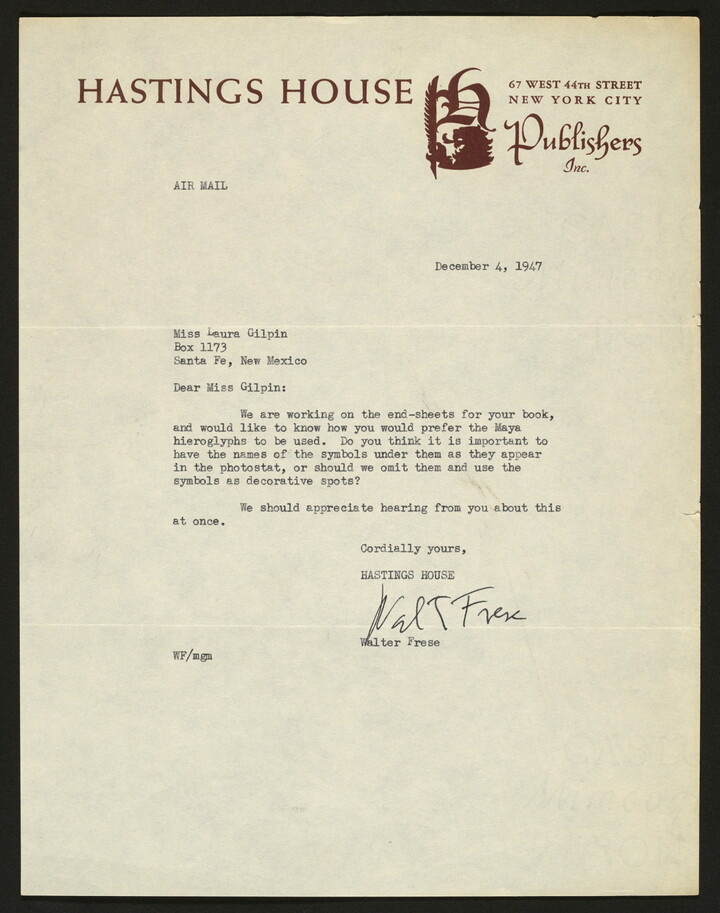 HASTINGS HOUSE
67 WEST 44TH STREET
NEW YORK CITY
Publishers
Inc.
AIR MAIL
December 4, 1947
Miss Laura Gilpin
Box 1173
Santa Fe, New Mexico
Dear Miss Gilpin:
We are working on the end-sheets for your book,
and would like to know how you would prefer the Maya
hieroglyphs to be used. Do you think it is important to
have the names of the symbols under them as they appear
in the photostat, or should we omit them and use the
symbols as decorative spots?
We should appreciate hearing from you about this
at once.
Cordially yours,
HASTINGS HOUSE
Walt Frese
Walter Frese
WF/mgm